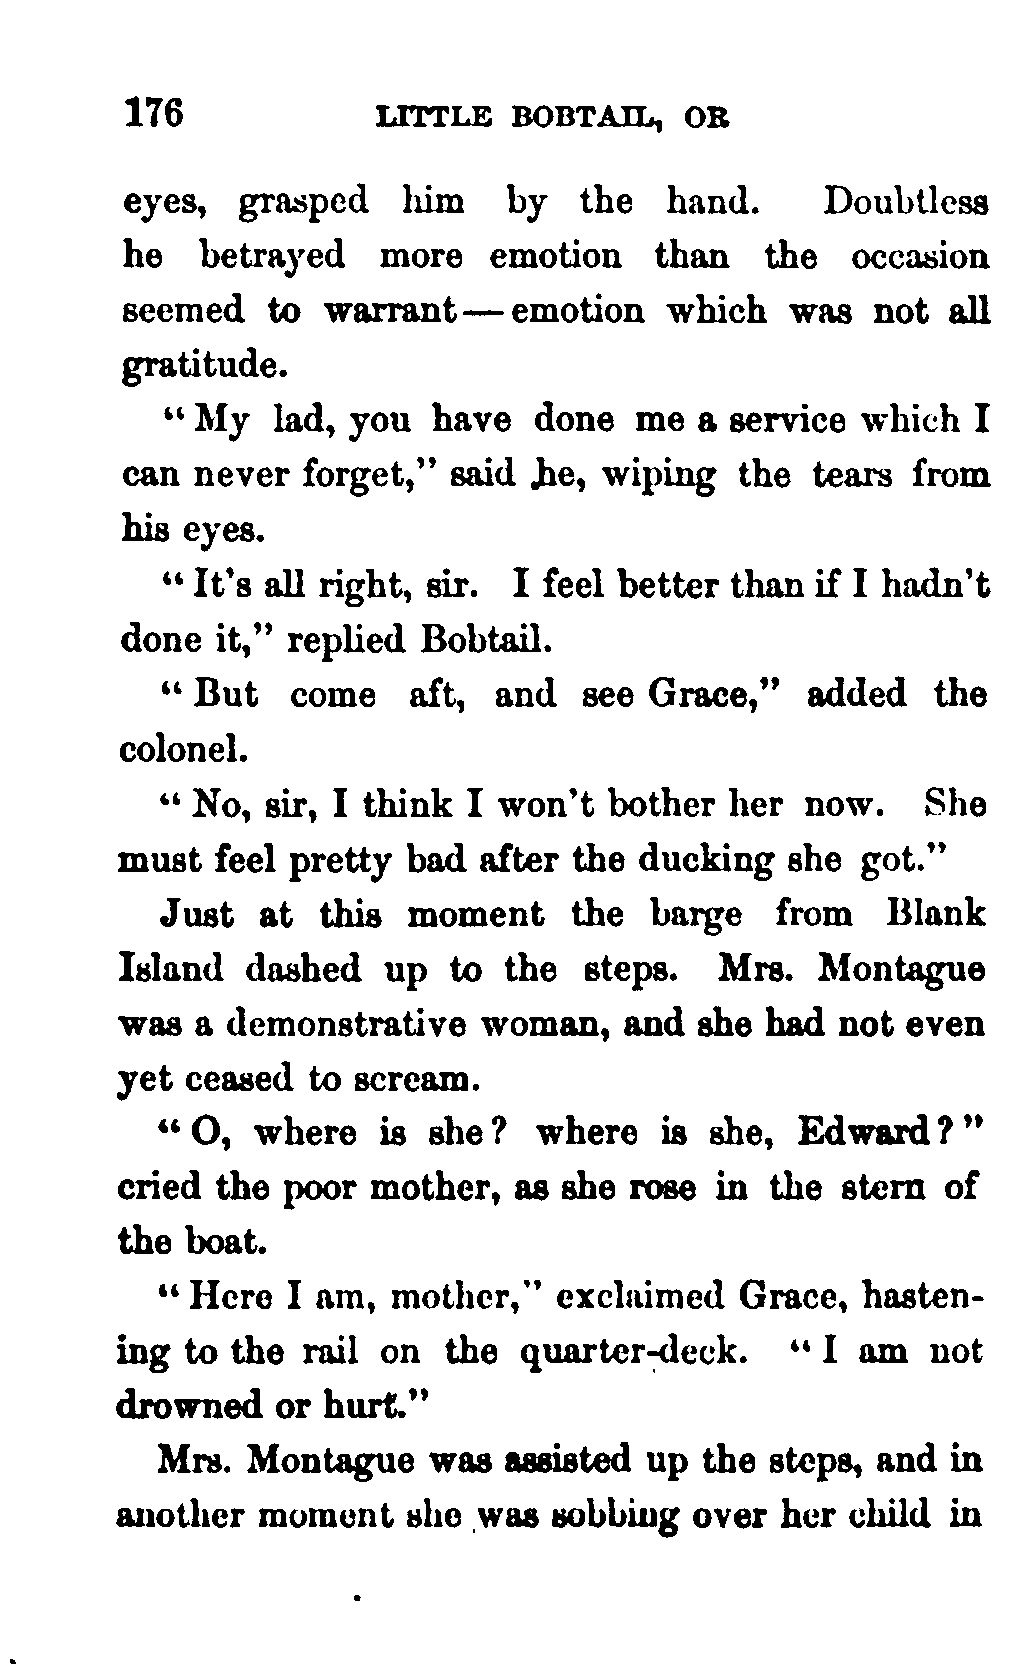 176 LITTLE BOBTAIL, OR
eyes, grasped him by the hand. Doubtless
he betrayed more emotion than the occasion
seemed to warrant — emotion which was not all
gratitude.
“My lad, you have done me a service which I
can never forget,” said he, wiping the tears from
his eyes.
“It's all right, sir. I feel better than if I hadn't
done it,” replied Bobtail.
“But come aft, and see Grace,” added the
colonel.
“No, sir, I think I won't bother her now. She
must feel pretty bad after the ducking she got.”
Just at this moment the barge from Blank
Island dashed up to the steps. Mrs. Montague
was a demonstrative woman, and she had not even
yet ceased to scream.
“O, where is she? where is she, Edward?”
cried the poor mother, as she rose in the stern of
the boat.
“Here I am, mother,” exclaimed Grace, hasten-
ing to the rail on the quarter-deck. “I am not
drowned or hurt.”
Mrs. Montague was assisted up the steps, and in
another moment she was sobbing over her child in